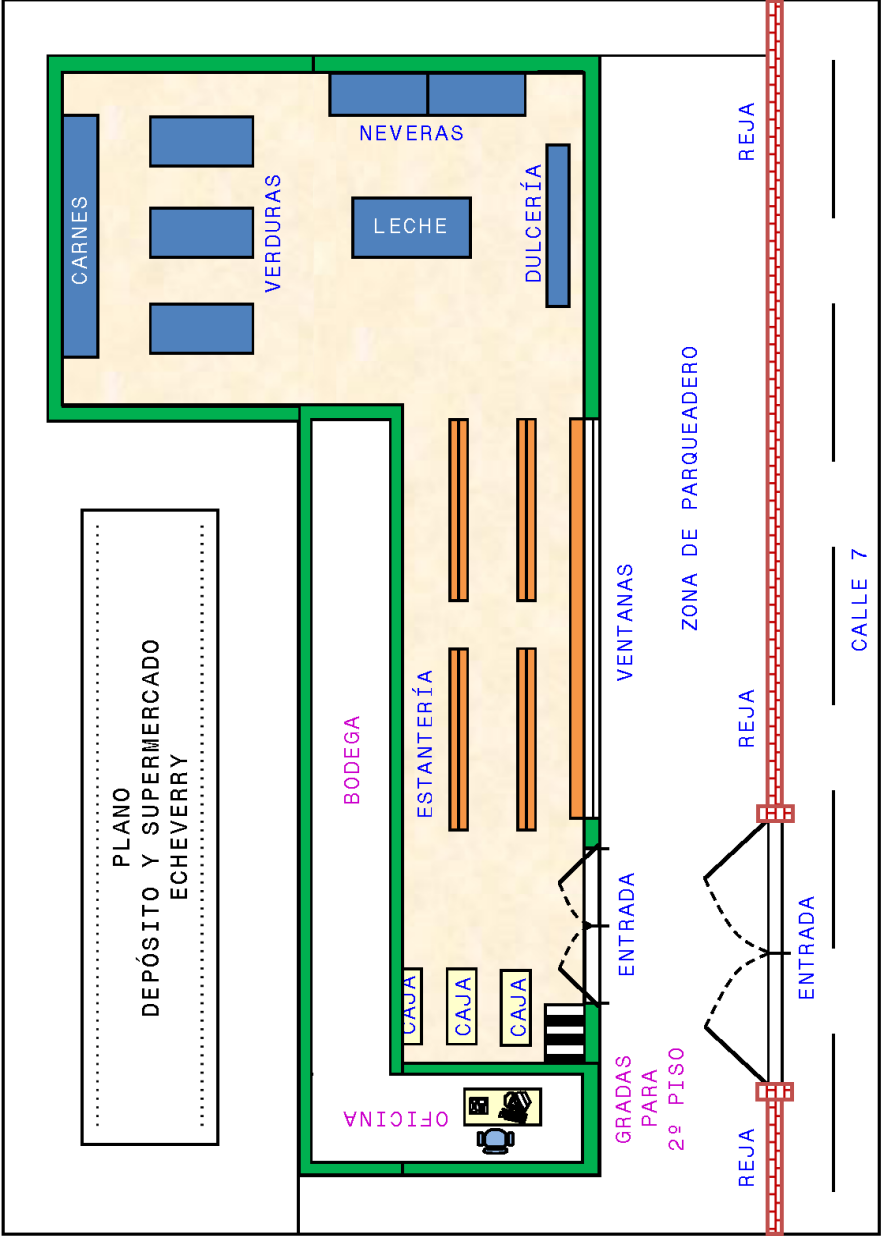 PLANO
DEPÓSITO Y SUPERMERCADO
ECHEVERRY
CARNES
VERDURAS
NEVERAS
LECHE
DULCERÍA
BODEGA
ESTANTERÍA
VENTANAS
ENTRADA
CAJA
CAJA
CAJA
OFICINA
GRADAS
PARA
2º PISO
ZONA DE PARQUEADERO
REJA
REJA
REJA
ENTRADA
CALLE 7